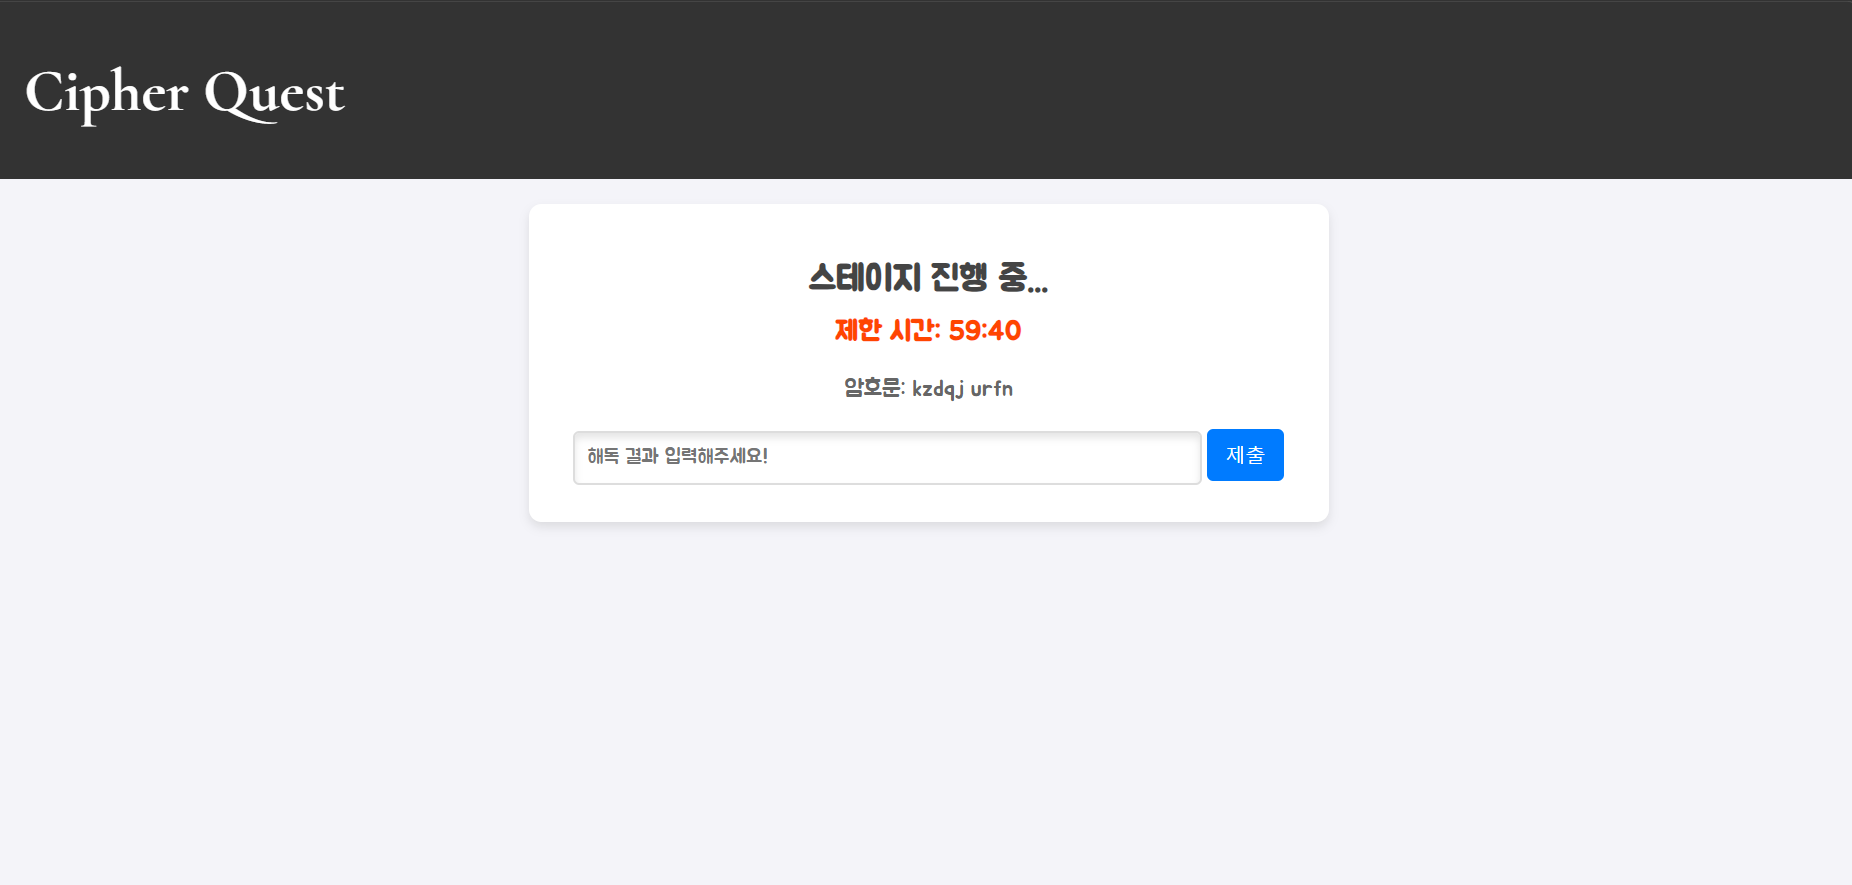 Cipher Quest
스테이지 진행 중...
제한 시간: 59:40
암호문: kzdqj urfn
해독 결과 입력해주세요!
제출